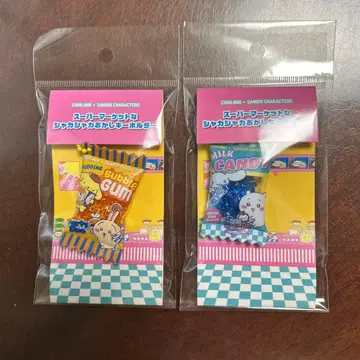 CHIIKAWA × SANRIO CHARACTERS
スーパーマーケットな
シャカシャカおかしキーホルダー
PUDDING
Bubble
GUM
CHIIKAWA × SANRIO CHARACTERS
スーパーマーケットな
シャカシャカおかしキーホルダー
MILK
CANDY